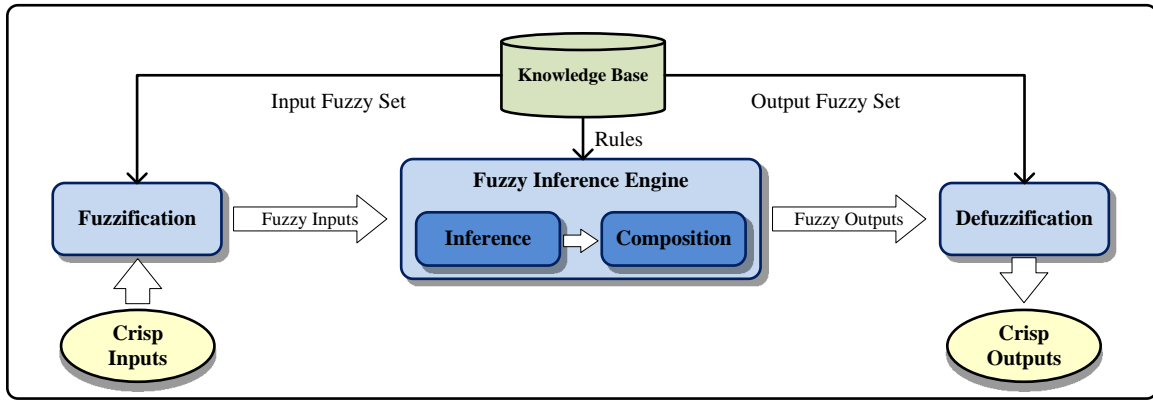 Knowledge Base
Input Fuzzy Set
Output Fuzzy Set
Rules
Fuzzy Inference Engine
Fuzzification
Fuzzy Inputs
Inference
Composition
Fuzzy Outputs
Defuzzification
Crisp
Inputs
Crisp
Outputs